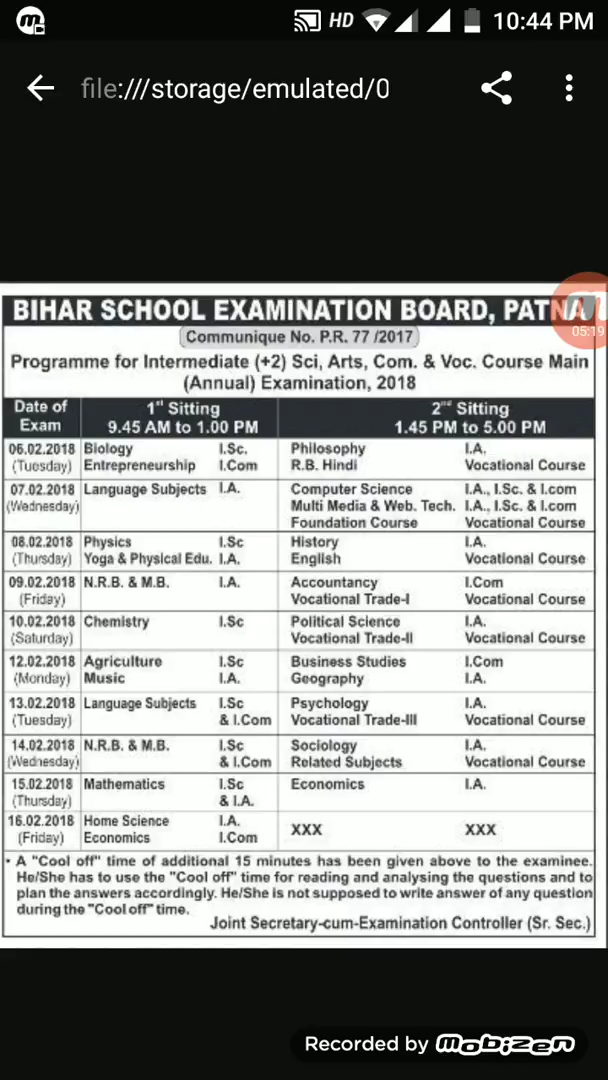 HD 10:44 PM
file:///storage/emulated/0
BIHAR SCHOOL EXAMINATION BOARD, PATNA
05:19
Communique No. P.R. 77 /2017
Programme for Intermediate (+2) Sci, Arts, Com. & Voc. Course Main
(Annual) Examination, 2018
Date of Exam 1st Sitting 9.45 AM to 1.00 PM 2nd Sitting 1.45 PM to 5.00 PM
06.02.2018 Biology I.Sc. Philosophy I.A.
(Tuesday) Entrepreneurship I.Com R.B. Hindi Vocational Course
07.02.2018 Language Subjects I.A. Computer Science I.A., I.Sc. & I.com
(Wednesday) Multi Media & Web. Tech. I.A., I.Sc. & I.com
Foundation Course Vocational Course
08.02.2018 Physics I.Sc History I.A.
(Thursday) Yoga & Physical Edu. I.A. English Vocational Course
09.02.2018 N.R.B. & M.B. I.A. Accountancy I.Com
(Friday) Vocational Trade-I Vocational Course
10.02.2018 Chemistry I.Sc Political Science I.A.
(Saturday) Vocational Trade-II Vocational Course
12.02.2018 Agriculture I.Sc Business Studies I.Com
(Monday) Music I.A. Geography I.A.
13.02.2018 Language Subjects I.Sc Psychology I.A.
(Tuesday) & I.Com Vocational Trade-III Vocational Course
14.02.2018 N.R.B. & M.B. I.Sc Sociology I.A.
(Wednesday) & I.Com Related Subjects Vocational Course
15.02.2018 Mathematics I.Sc Economics I.A.
(Thursday) & I.A.
16.02.2018 Home Science I.A. XXX XXX
(Friday) Economics I.Com
• A "Cool off" time of additional 15 minutes has been given above to the examinee.
He/She has to use the "Cool off" time for reading and analysing the questions and to
plan the answers accordingly. He/She is not supposed to write answer of any question
during the "Cool off" time.
Joint Secretary-cum-Examination Controller (Sr. Sec.)
Recorded by mobizen